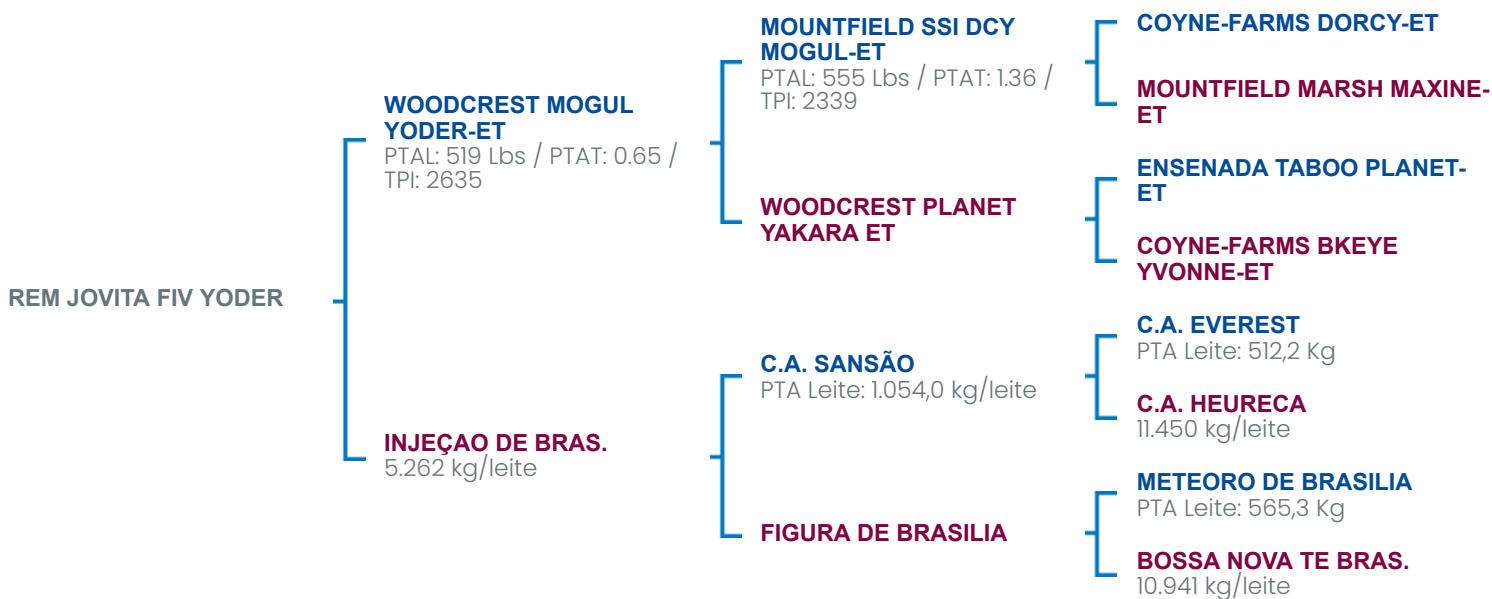 REM JOVITA FIV YODER
WOODCREST MOGUL
YODER-ET
PTAL: 519 Lbs / PTAT: 0.65 /
TPI: 2635
INJEÇAO DE BRAS.
5.262 kg/leite
MOUNTFIELD SSI DCY
MOGUL-ET
PTAL: 555 Lbs / PTAT: 1.36 /
TPI: 2339
WOODCREST PLANET
YAKARA ET
C.A. SANSÃO
PTA Leite: 1.054,0 kg/leite
FIGURA DE BRASILIA
COYNE-FARMS DORCY-ET
MOUNTFIELD MARSH MAXINE-
ET
ENSENADA TABOO PLANET-
ET
COYNE-FARMS BKEYE
YVONNE-ET
C.A. EVEREST
PTA Leite: 512,2 Kg
C.A. HEURECA
11.450 kg/leite
METEORO DE BRASILIA
PTA Leite: 565,3 Kg
BOSSA NOVA TE BRAS.
10.941 kg/leite